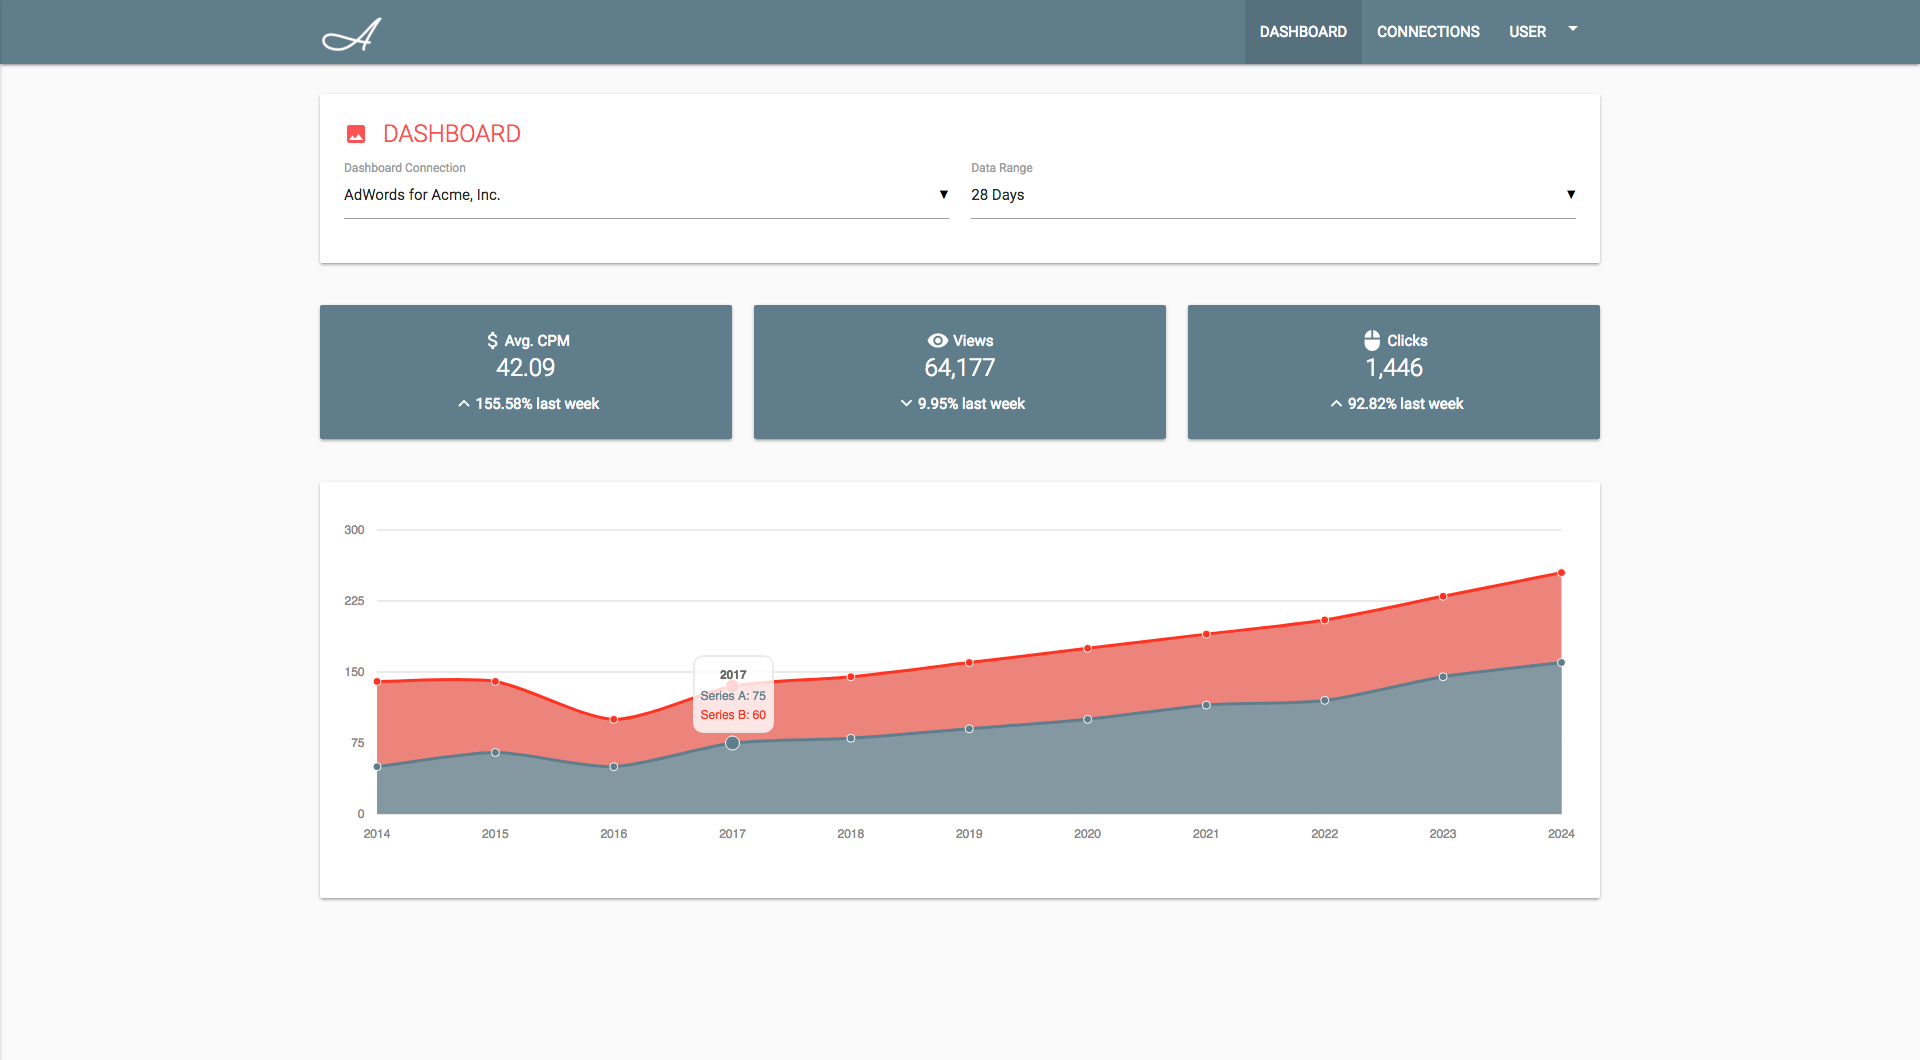 DASHBOARD CONNECTIONS USER
DASHBOARD
Dashboard Connection
AdWords for Acme, Inc.
Data Range
28 Days
Avg. CPM
42.09
155.58% last week
Views
64,177
9.95% last week
Clicks
1,446
92.82% last week
300
225
150
75
0
2017
Series A: 75
Series B: 60
2014 2015 2016 2017 2018 2019 2020 2021 2022 2023 2024